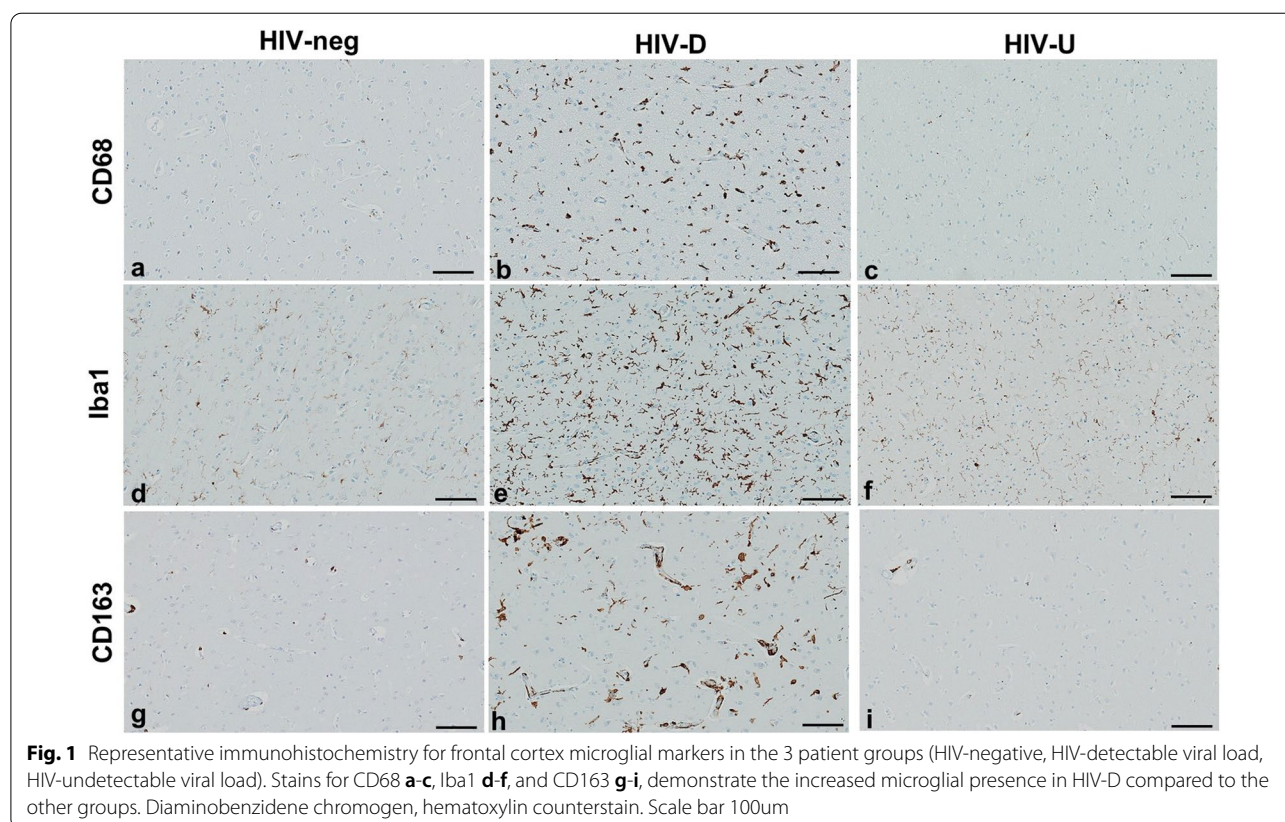 HIV-neg HIV-D HIV-U
CD68
a b c
Iba1
d e f
CD163
g h i
Fig. 1 Representative immunohistochemistry for frontal cortex microglial markers in the 3 patient groups (HIV-negative, HIV-detectable viral load,
HIV-undetectable viral load). Stains for CD68 a-c, Iba1 d-f, and CD163 g-i, demonstrate the increased microglial presence in HIV-D compared to the
other groups. Diaminobenzidene chromogen, hematoxylin counterstain. Scale bar 100um